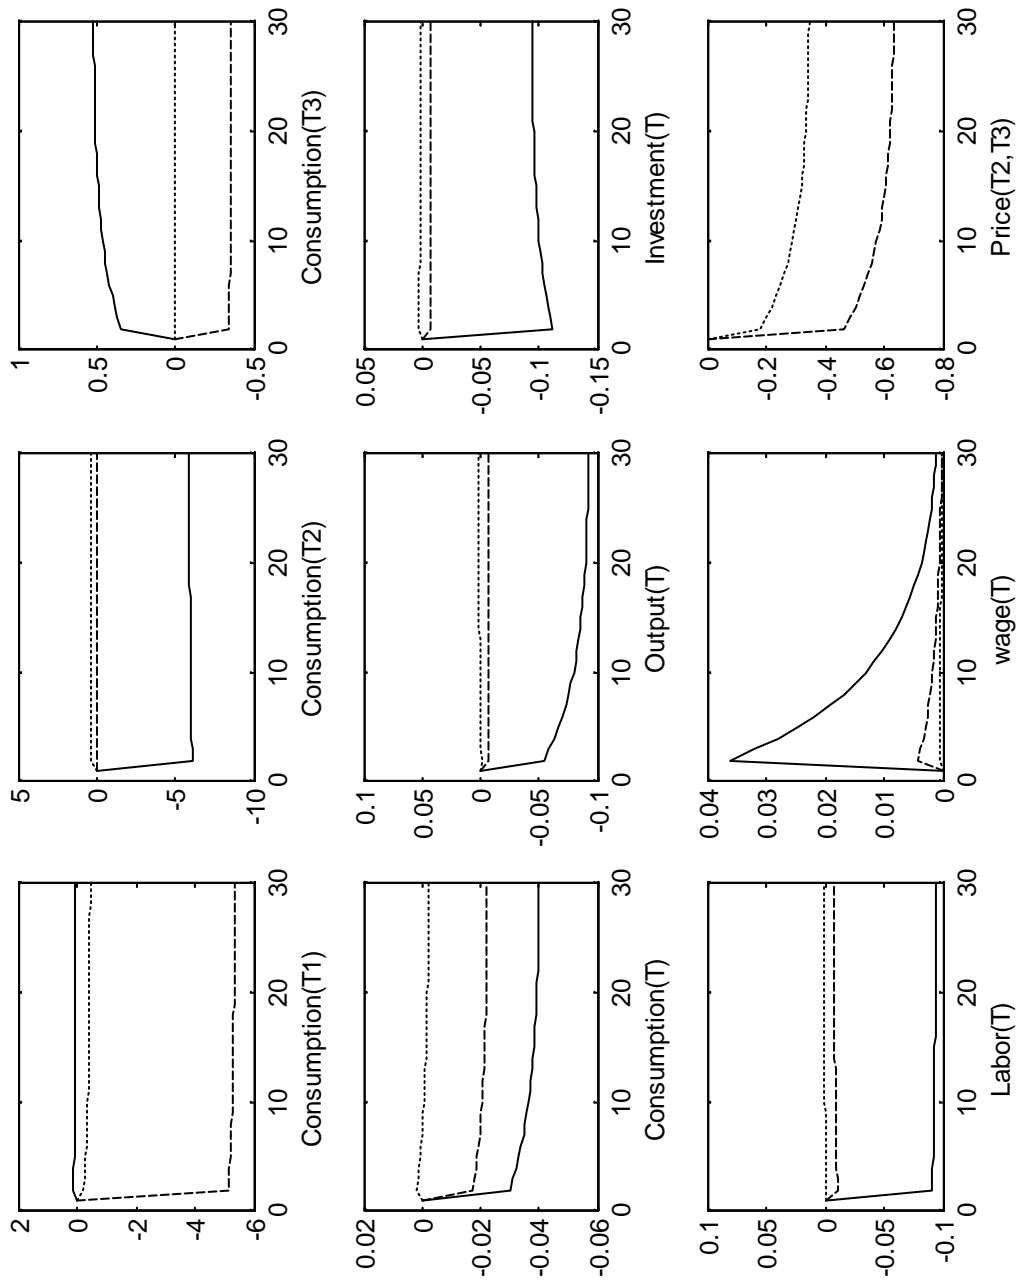 2
0
-2
-4
-6
0 10 20 30
Consumption(T1)
5
0
-5
-10
0 10 20 30
Consumption(T2)
1
0.5
0
-0.5
0 10 20 30
Consumption(T3)
0.02
0
-0.02
-0.04
-0.06
0 10 20 30
Consumption(T)
0.1
0.05
0
-0.05
-0.1
0 10 20 30
Output(T)
0.05
0
-0.05
-0.1
-0.15
0 10 20 30
Investment(T)
0.1
0.05
0
-0.05
-0.1
0 10 20 30
Labor(T)
0.04
0.03
0.02
0.01
0
0 10 20 30
wage(T)
0
-0.2
-0.4
-0.6
-0.8
0 10 20 30
Price(T2,T3)